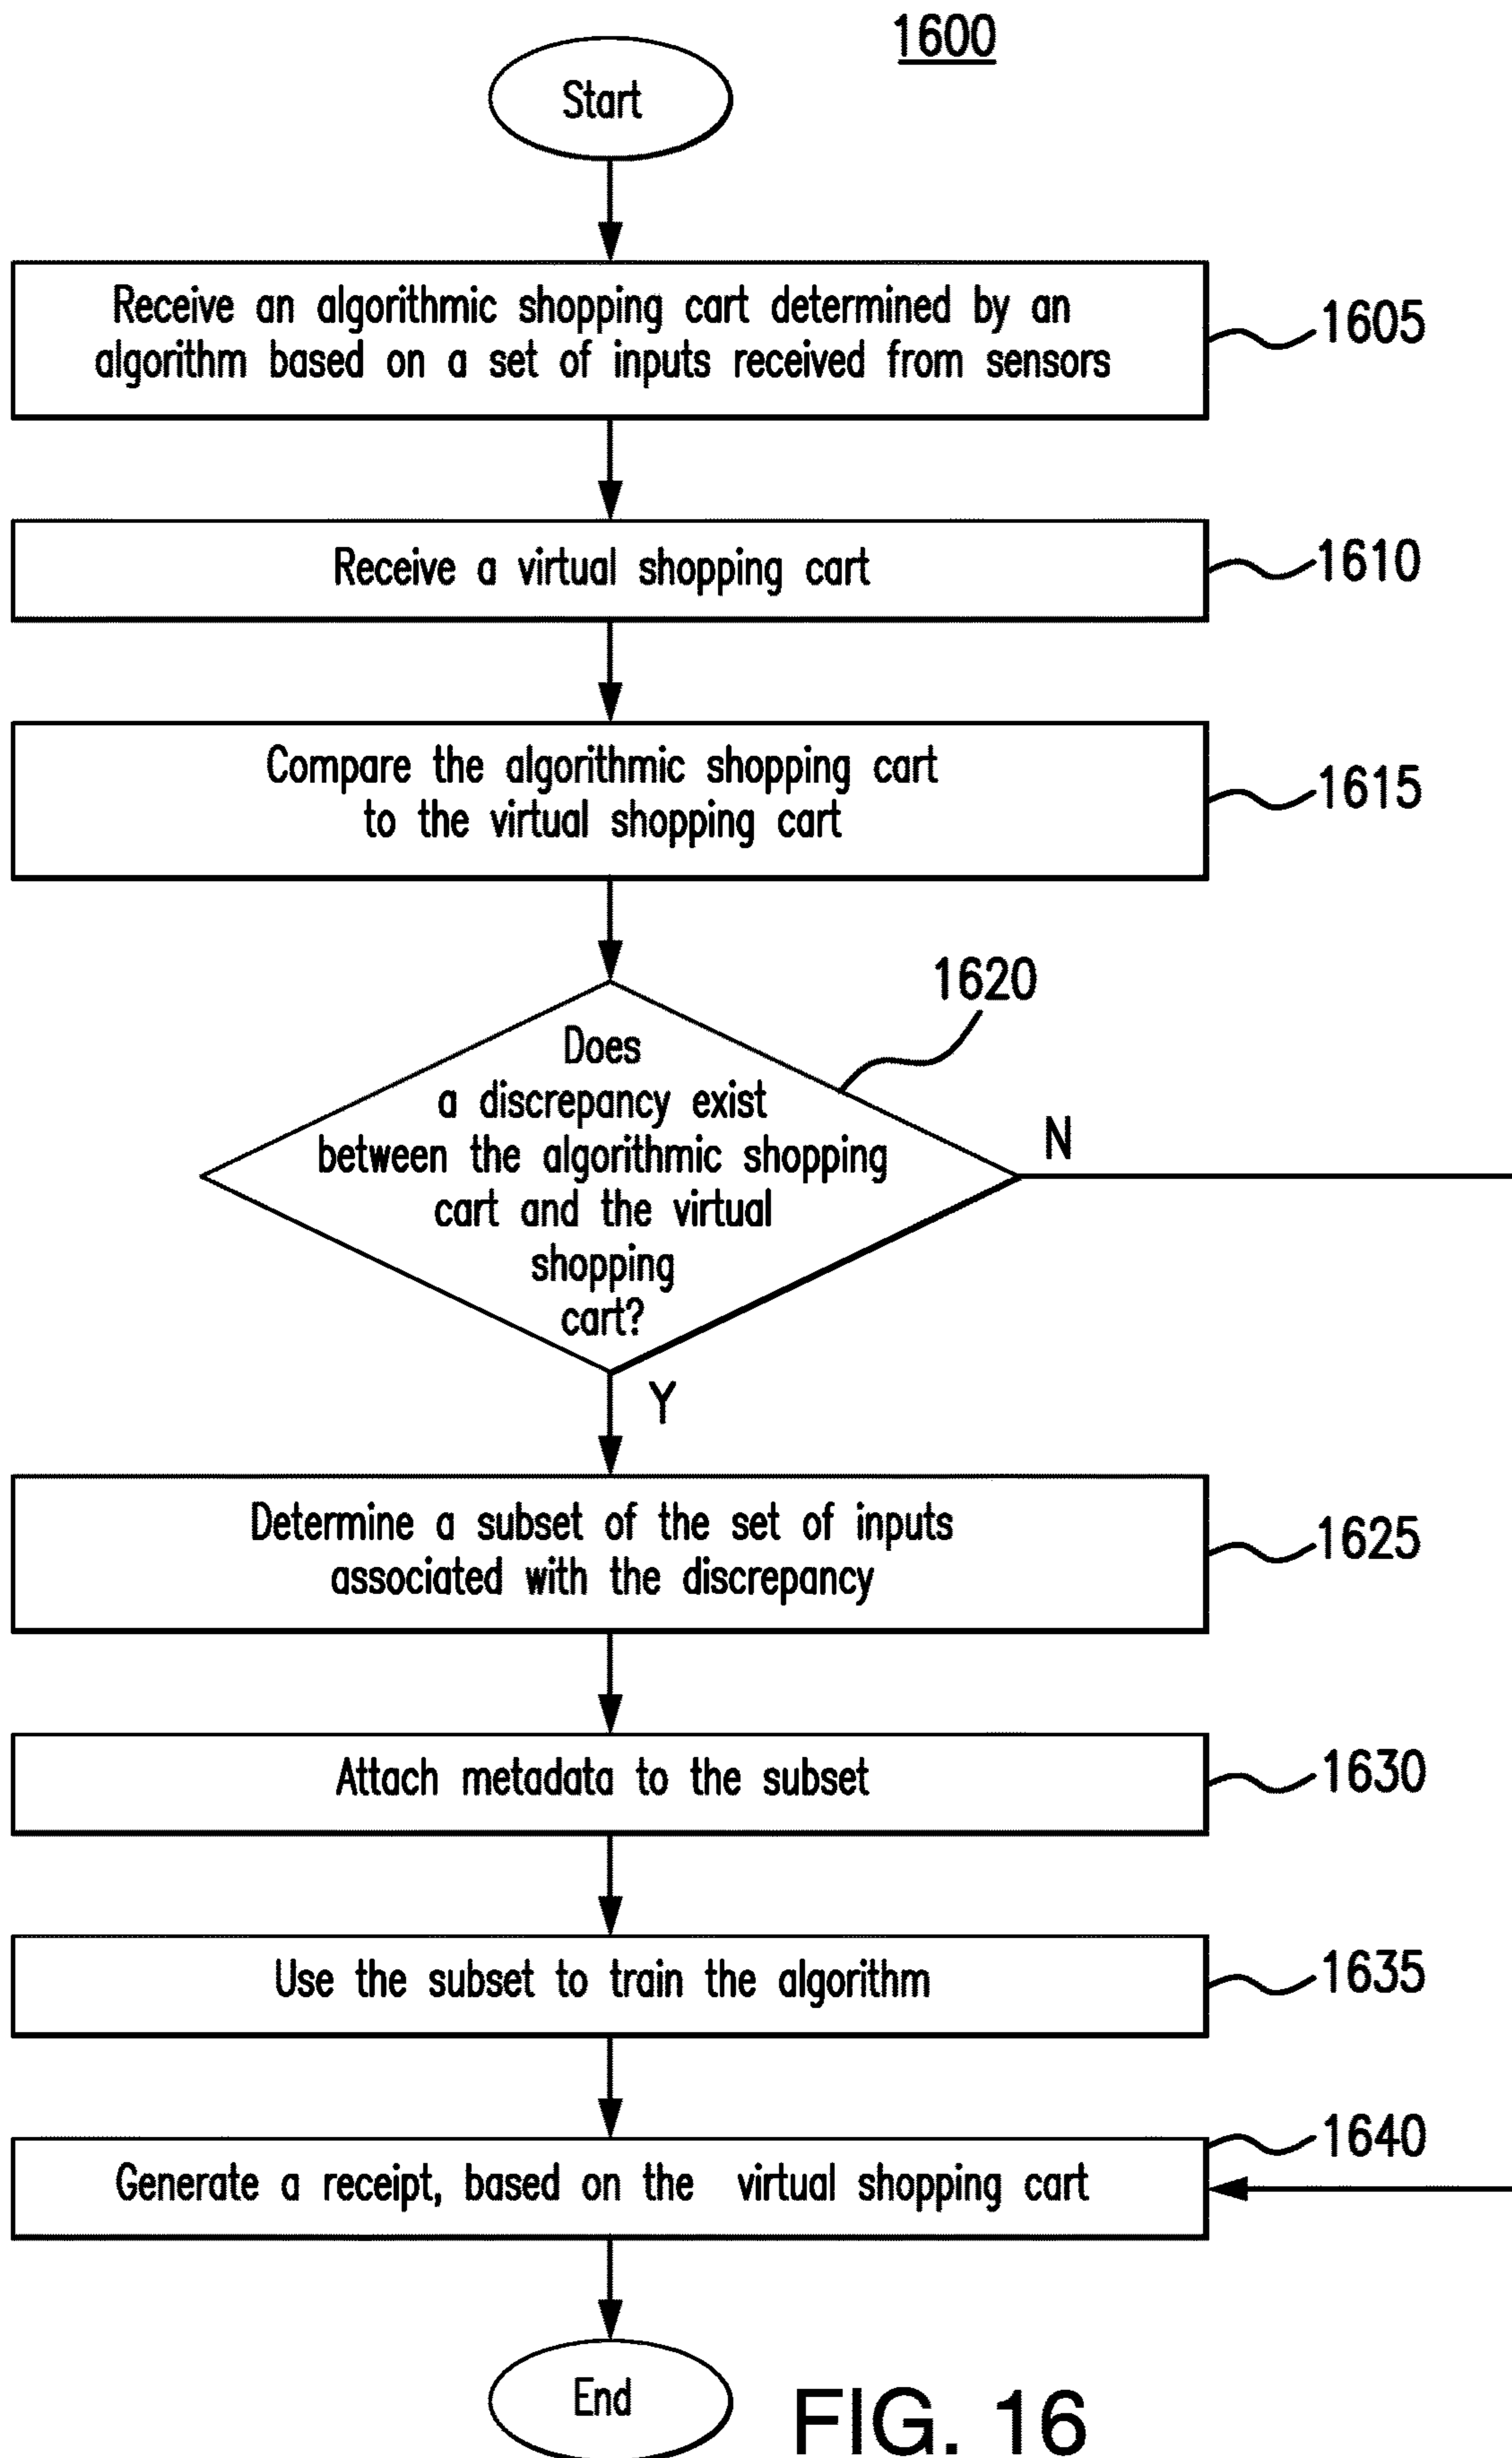 1600
Start
Receive an algorithmic shopping cart determined by an
algorithm based on a set of inputs received from sensors
1605
Receive a virtual shopping cart
1610
Compare the algorithmic shopping cart
to the virtual shopping cart
1615
1620
Does
a discrepancy exist
between the algorithmic shopping
cart and the virtual
shopping
cart?
N
Y
Determine a subset of the set of inputs
associated with the discrepancy
1625
Attach metadata to the subset
1630
Use the subset to train the algorithm
1635
Generate a receipt, based on the virtual shopping cart
1640
End
FIG. 16